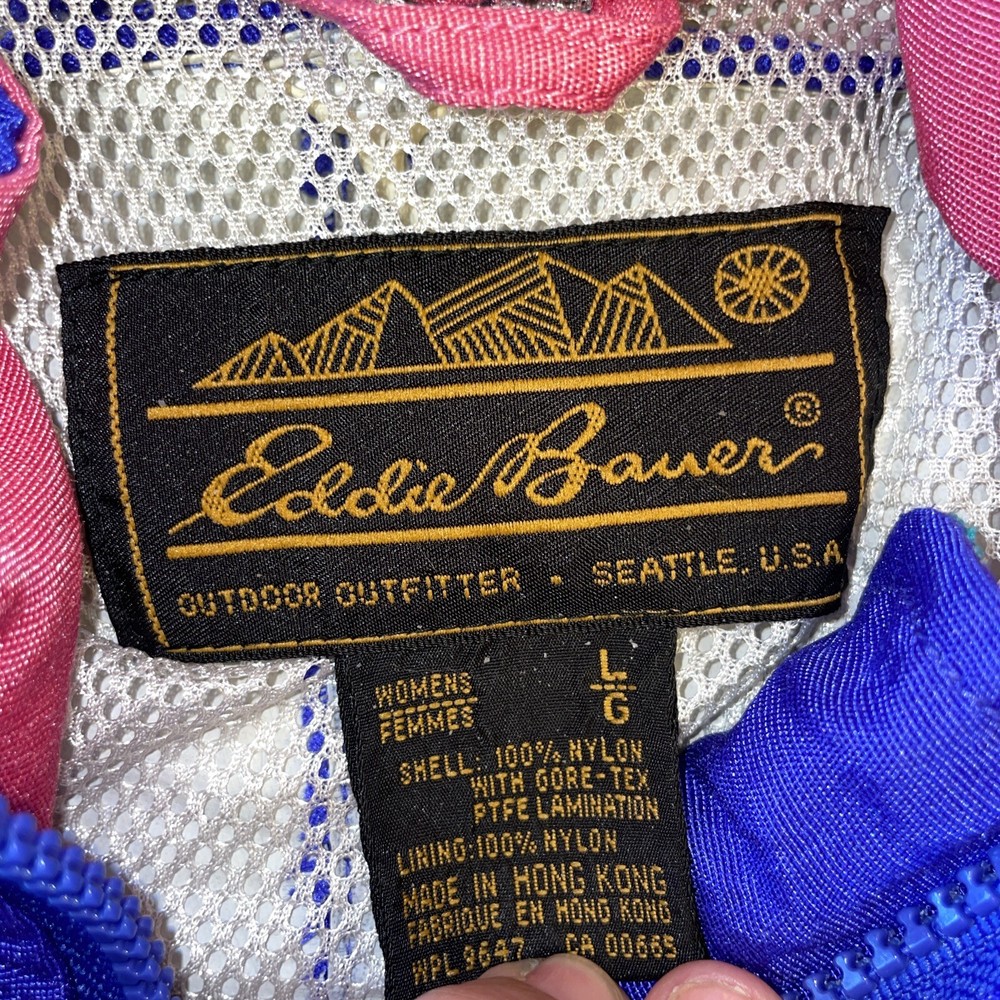 Eddie Bauer®
OUTDOOR OUTFITTER · SEATTLE, U.S.A
WOMENS
FEMMES
L
G
SHELL: 100% NYLON
WITH GORE-TEX
PTFE LAMINATION
LINING: 100% NYLON
MADE IN HONG KONG
FABRIQUE EN HONG KONG
WPL 9647 CA 00665